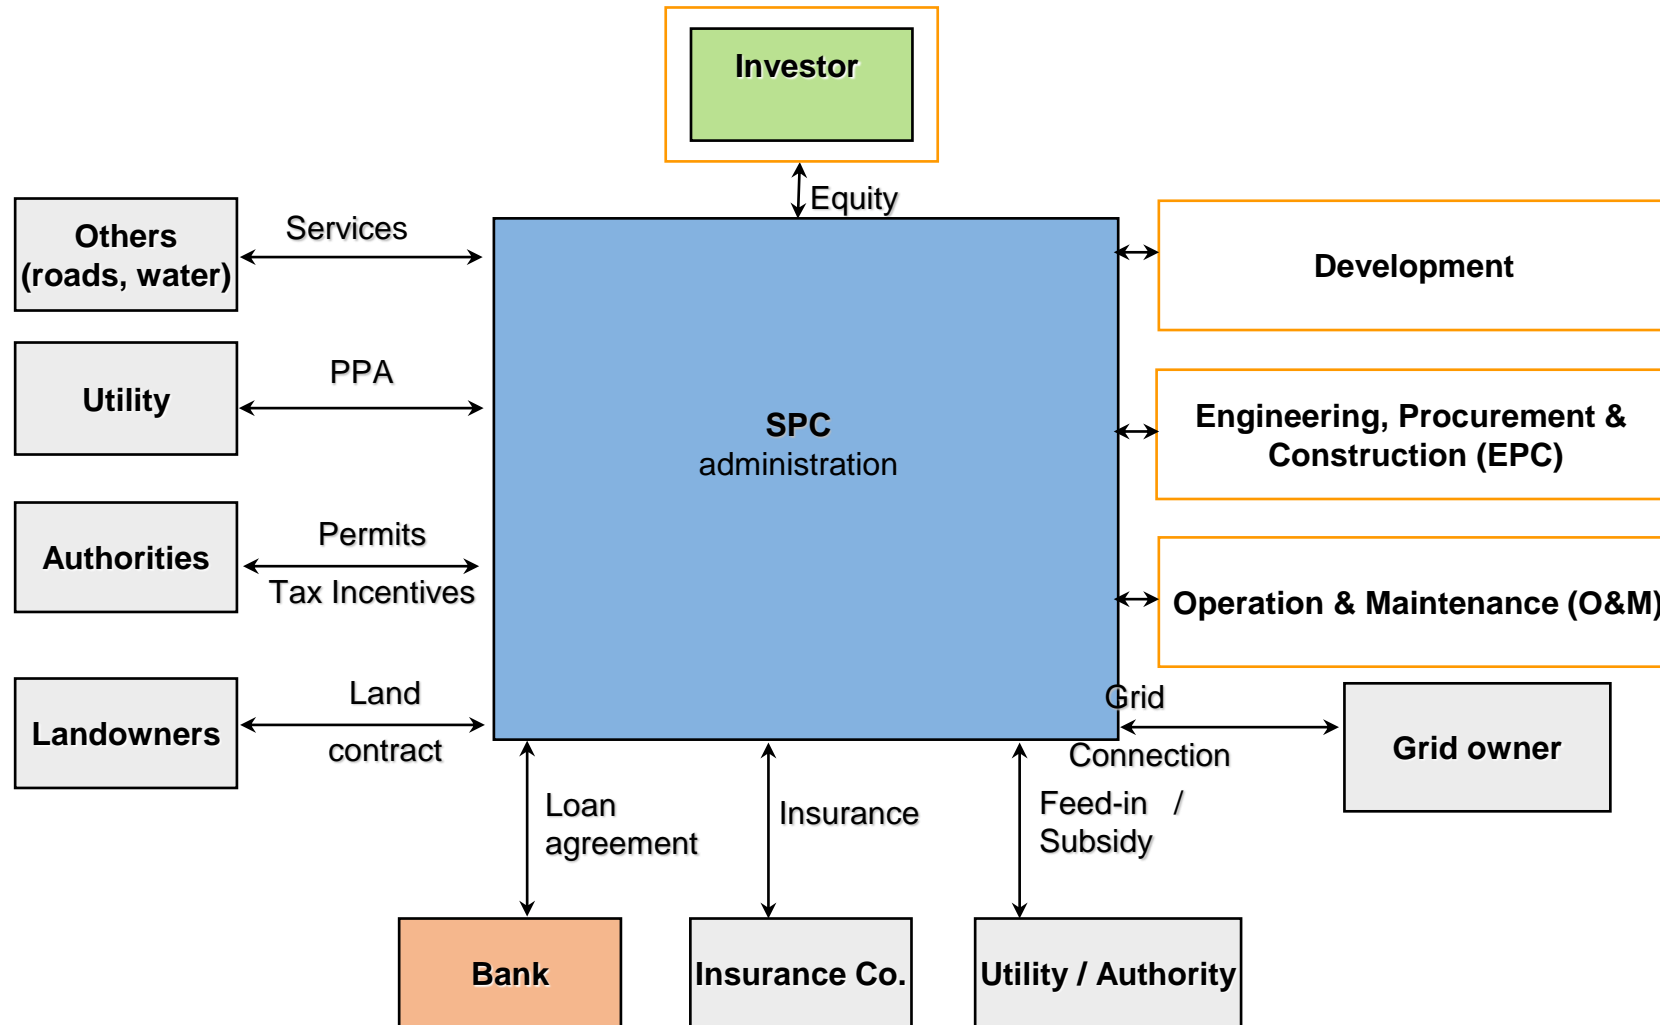 Investor
Equity
Others
(roads, water)
Services
Development
Utility
PPA
SPC
administration
Engineering, Procurement &
Construction (EPC)
Authorities
Permits
Tax Incentives
Operation & Maintenance (O&M)
Landowners
Land
contract
Grid
Connection
Grid owner
Loan
agreement
Insurance
Feed-in /
Subsidy
Bank
Insurance Co.
Utility / Authority